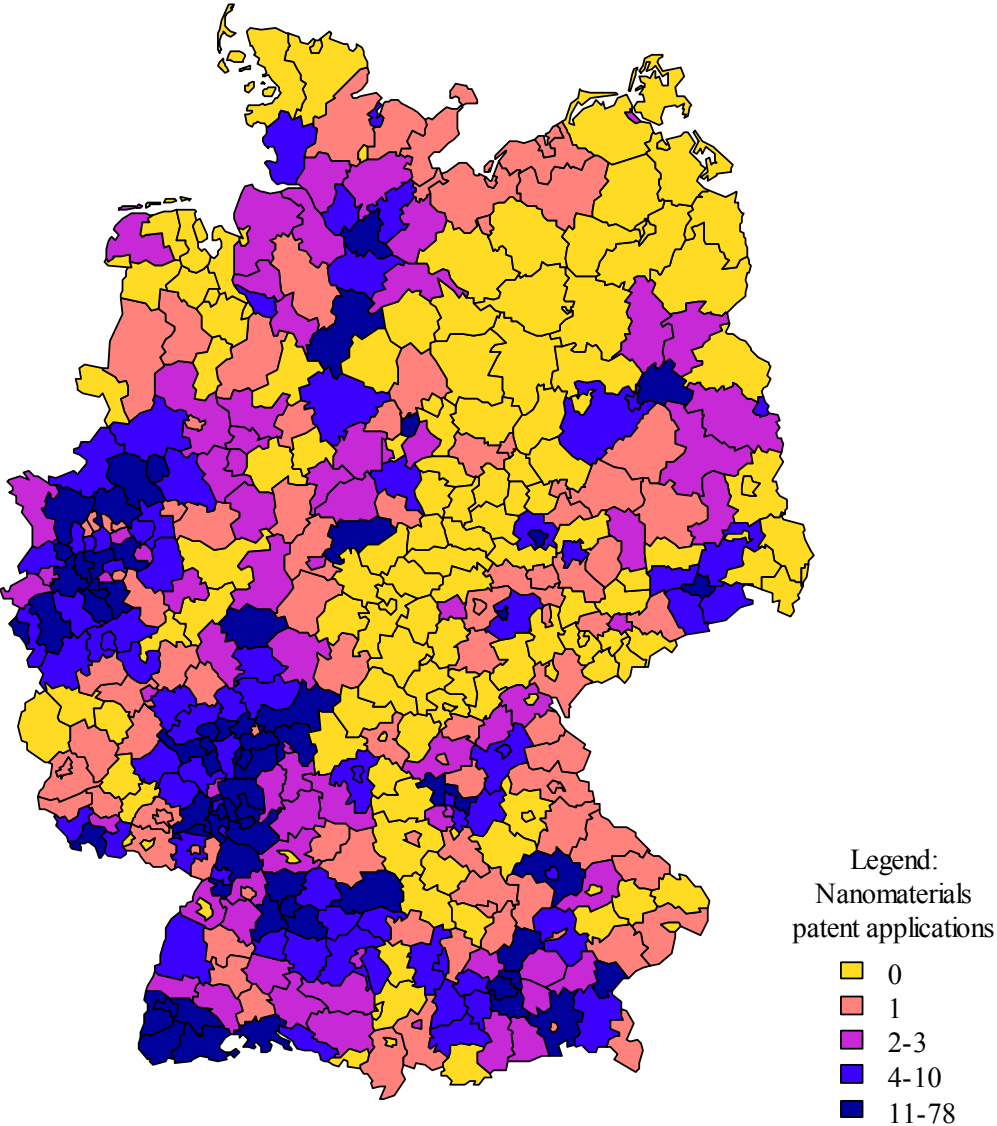 Legend:
Nanomaterials
patent applications
0
1
2-3
4-10
11-78